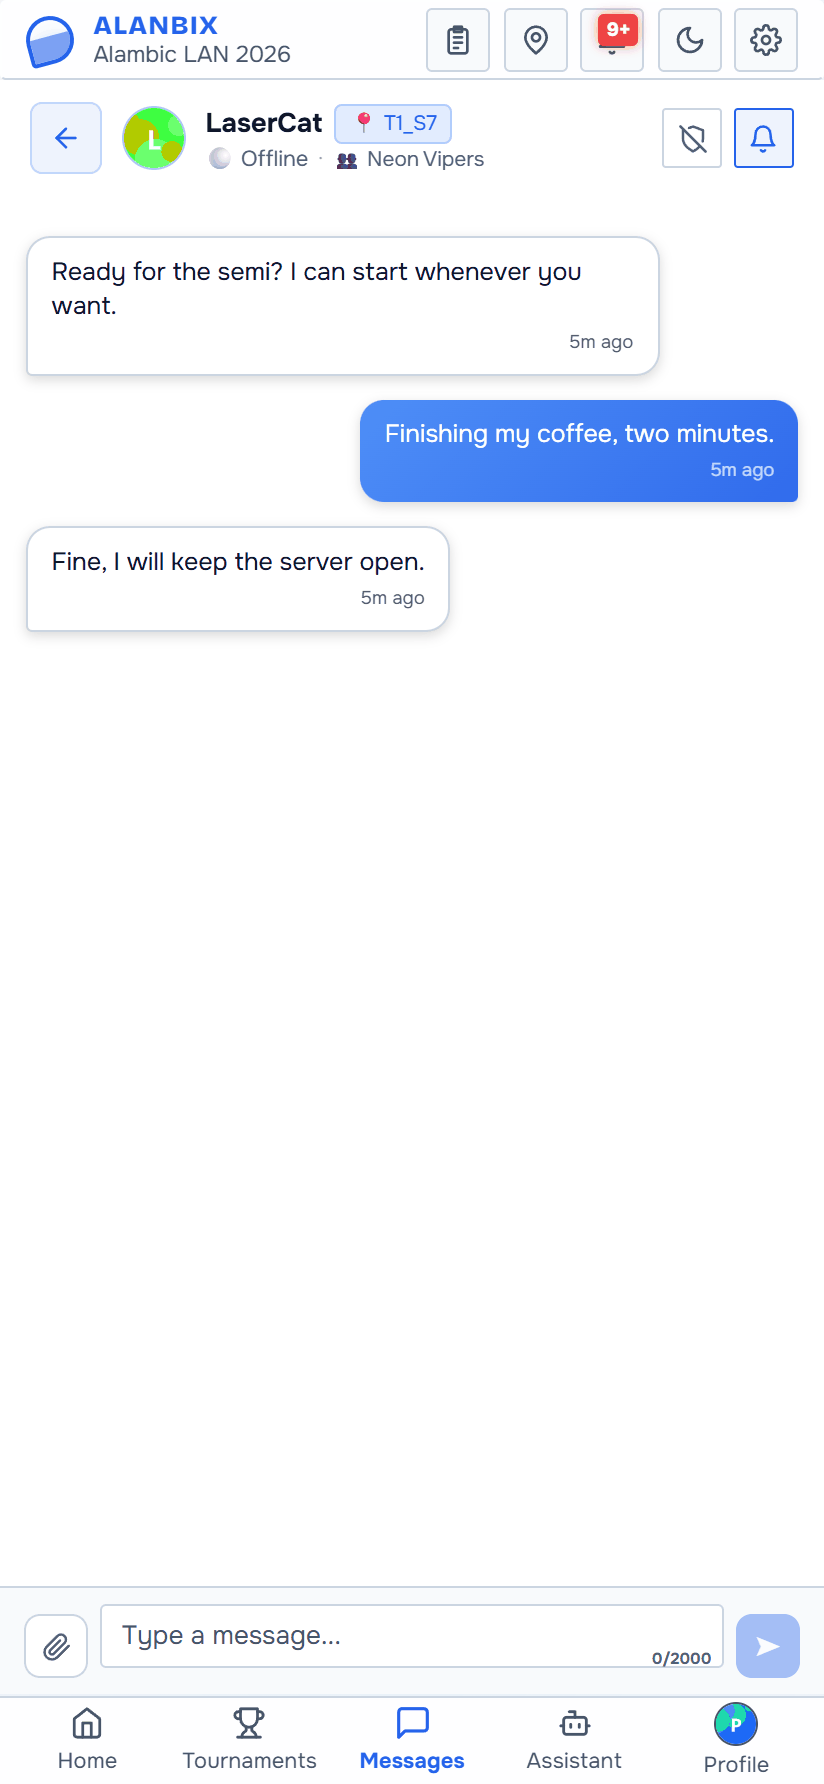 ALANBIX
Alambic LAN 2026
9+
L
LaserCat
📍 T1_S7
Offline · Neon Vipers
Ready for the semi? I can start whenever you
want.
5m ago
Finishing my coffee, two minutes.
5m ago
Fine, I will keep the server open.
5m ago
Type a message...
0/2000
Home
Tournaments
Messages
Assistant
P
Profile